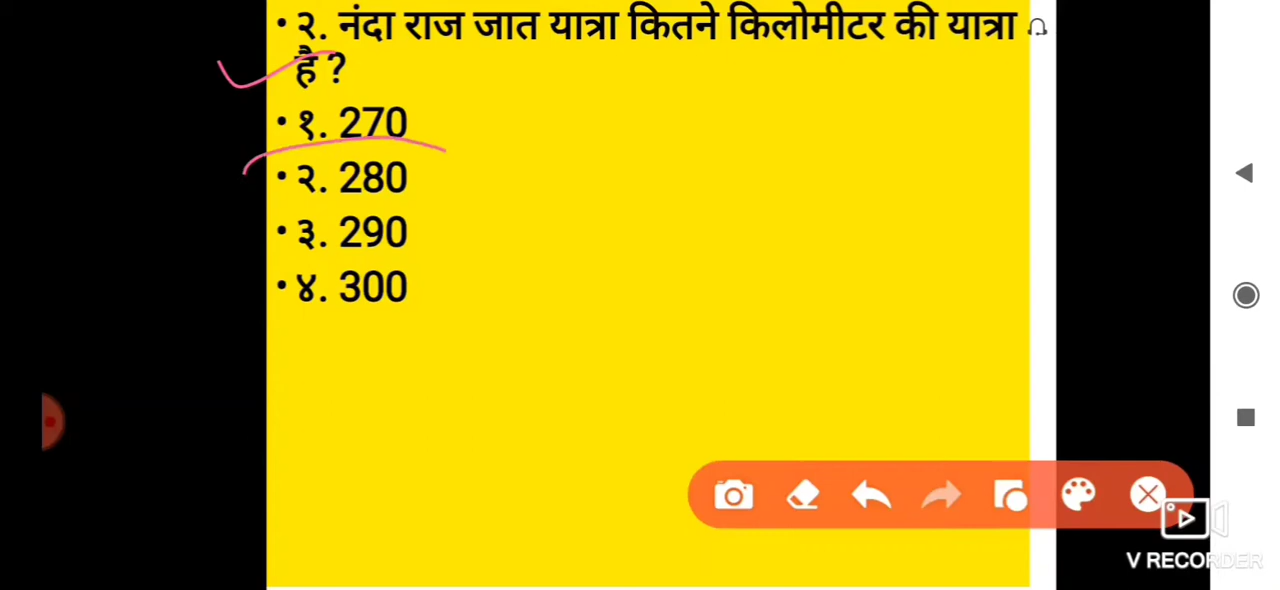 • २. नंदा राज जात यात्रा कितने किलोमीटर की यात्रा
है ?
• १. 270
• २. 280
• ३. 290
• ४. 300
V RECORDER